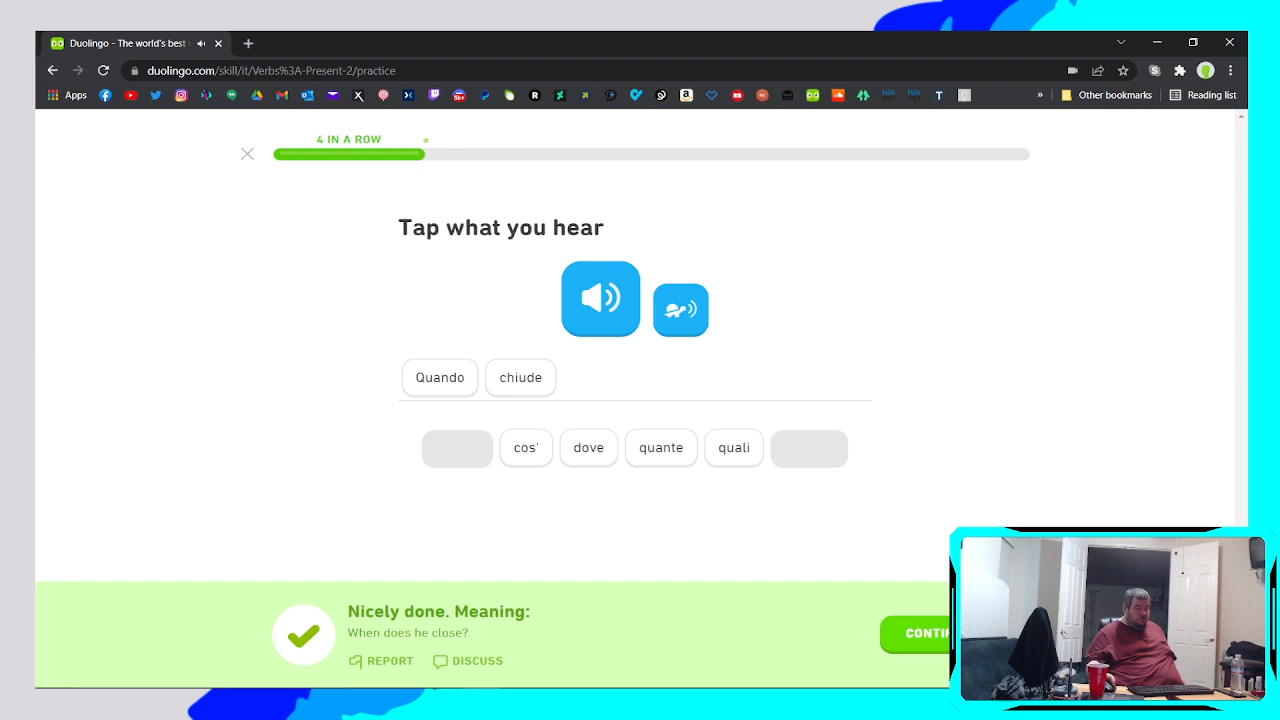 Duolingo - The world's best
duolingo.com/skill/it/Verbs%3A-Present-2/practice
Apps
Other bookmarks
Reading list
4 IN A ROW
Tap what you hear
Quando chiude
cos' dove quante quali
Nicely done. Meaning:
When does he close?
REPORT DISCUSS
CONTIN